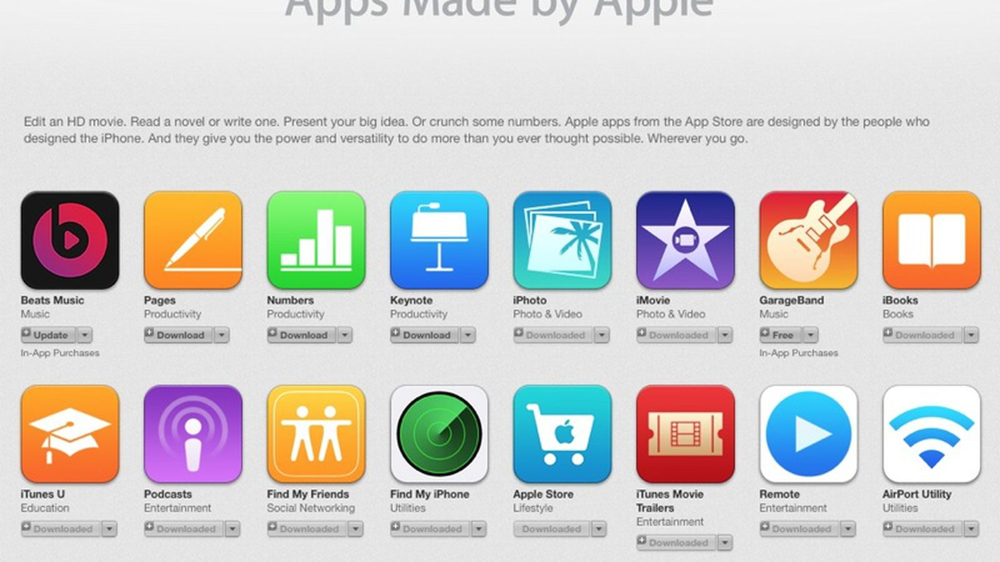 Apps Made by Apple
Edit an HD movie. Read a novel or write one. Present your big idea. Or crunch some numbers. Apple apps from the App Store are designed by the people who
designed the iPhone. And they give you the power and versatility to do more than you ever thought possible. Wherever you go.
Beats Music
Music
Update
In-App Purchases
Pages
Productivity
Download
Numbers
Productivity
Download
Keynote
Productivity
Download
iPhoto
Photo & Video
Downloaded
iMovie
Photo & Video
Downloaded
GarageBand
Music
Free
In-App Purchases
iBooks
Books
Downloaded
iTunes U
Education
Downloaded
Podcasts
Entertainment
Downloaded
Find My Friends
Social Networking
Downloaded
Find My iPhone
Utilities
Downloaded
Apple Store
Lifestyle
Downloaded
iTunes Movie
Trailers
Entertainment
Downloaded
Remote
Entertainment
Downloaded
AirPort Utility
Utilities
Downloaded